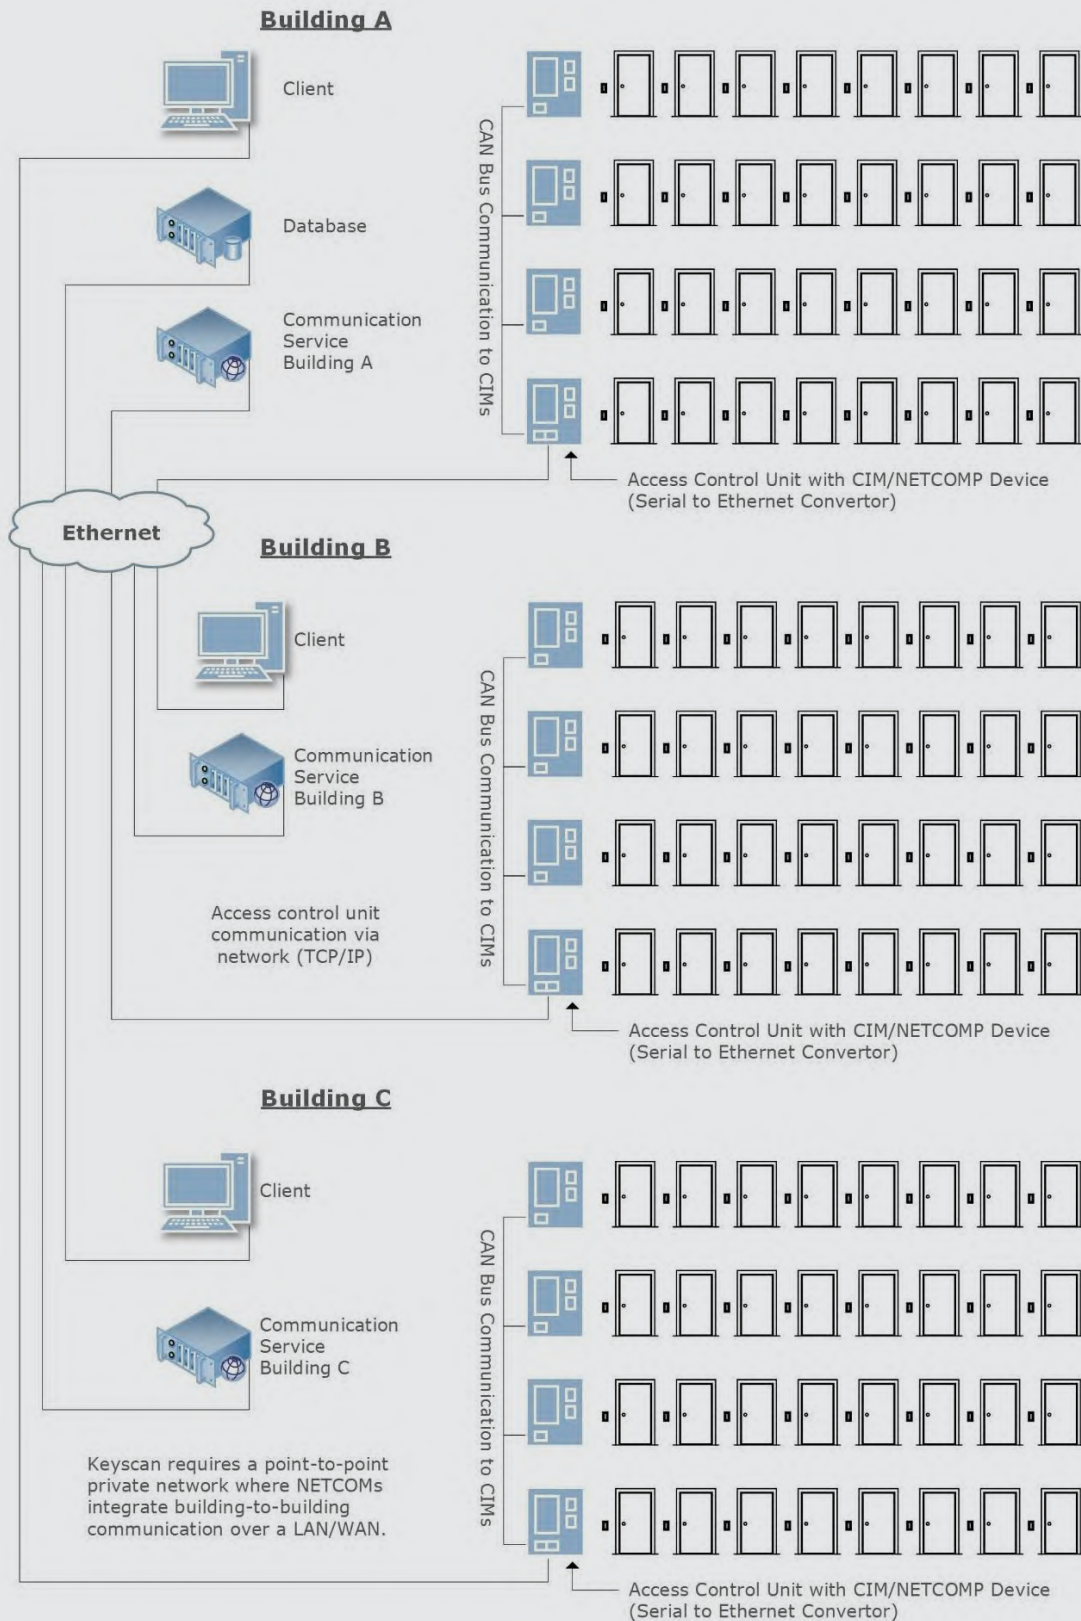 Building A
Client
Database
Communication
Service
Building A
CAN Bus Communication to CIMs
Access Control Unit with CIM/NETCOMP Device
(Serial to Ethernet Convertor)
Ethernet
Building B
Client
Communication
Service
Building B
CAN Bus Communication to CIMs
Access control unit
communication via
network (TCP/IP)
Access Control Unit with CIM/NETCOMP Device
(Serial to Ethernet Convertor)
Building C
Client
Communication
Service
Building C
CAN Bus Communication to CIMs
Keyscan requires a point-to-point
private network where NETCOMs
integrate building-to-building
communication over a LAN/WAN.
Access Control Unit with CIM/NETCOMP Device
(Serial to Ethernet Convertor)